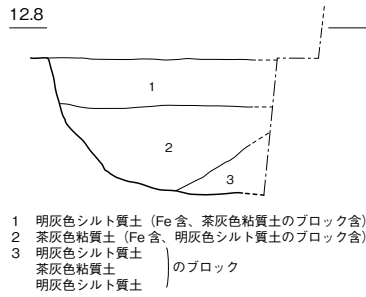 12.8
1
2
3
1 明灰色シルト質土（Fe 含、茶灰色粘質土のブロック含）
2 茶灰色粘質土（Fe 含、明灰色シルト質土のブロック含）
3 明灰色シルト質土
茶灰色粘質土 のブロック
明灰色シルト質土